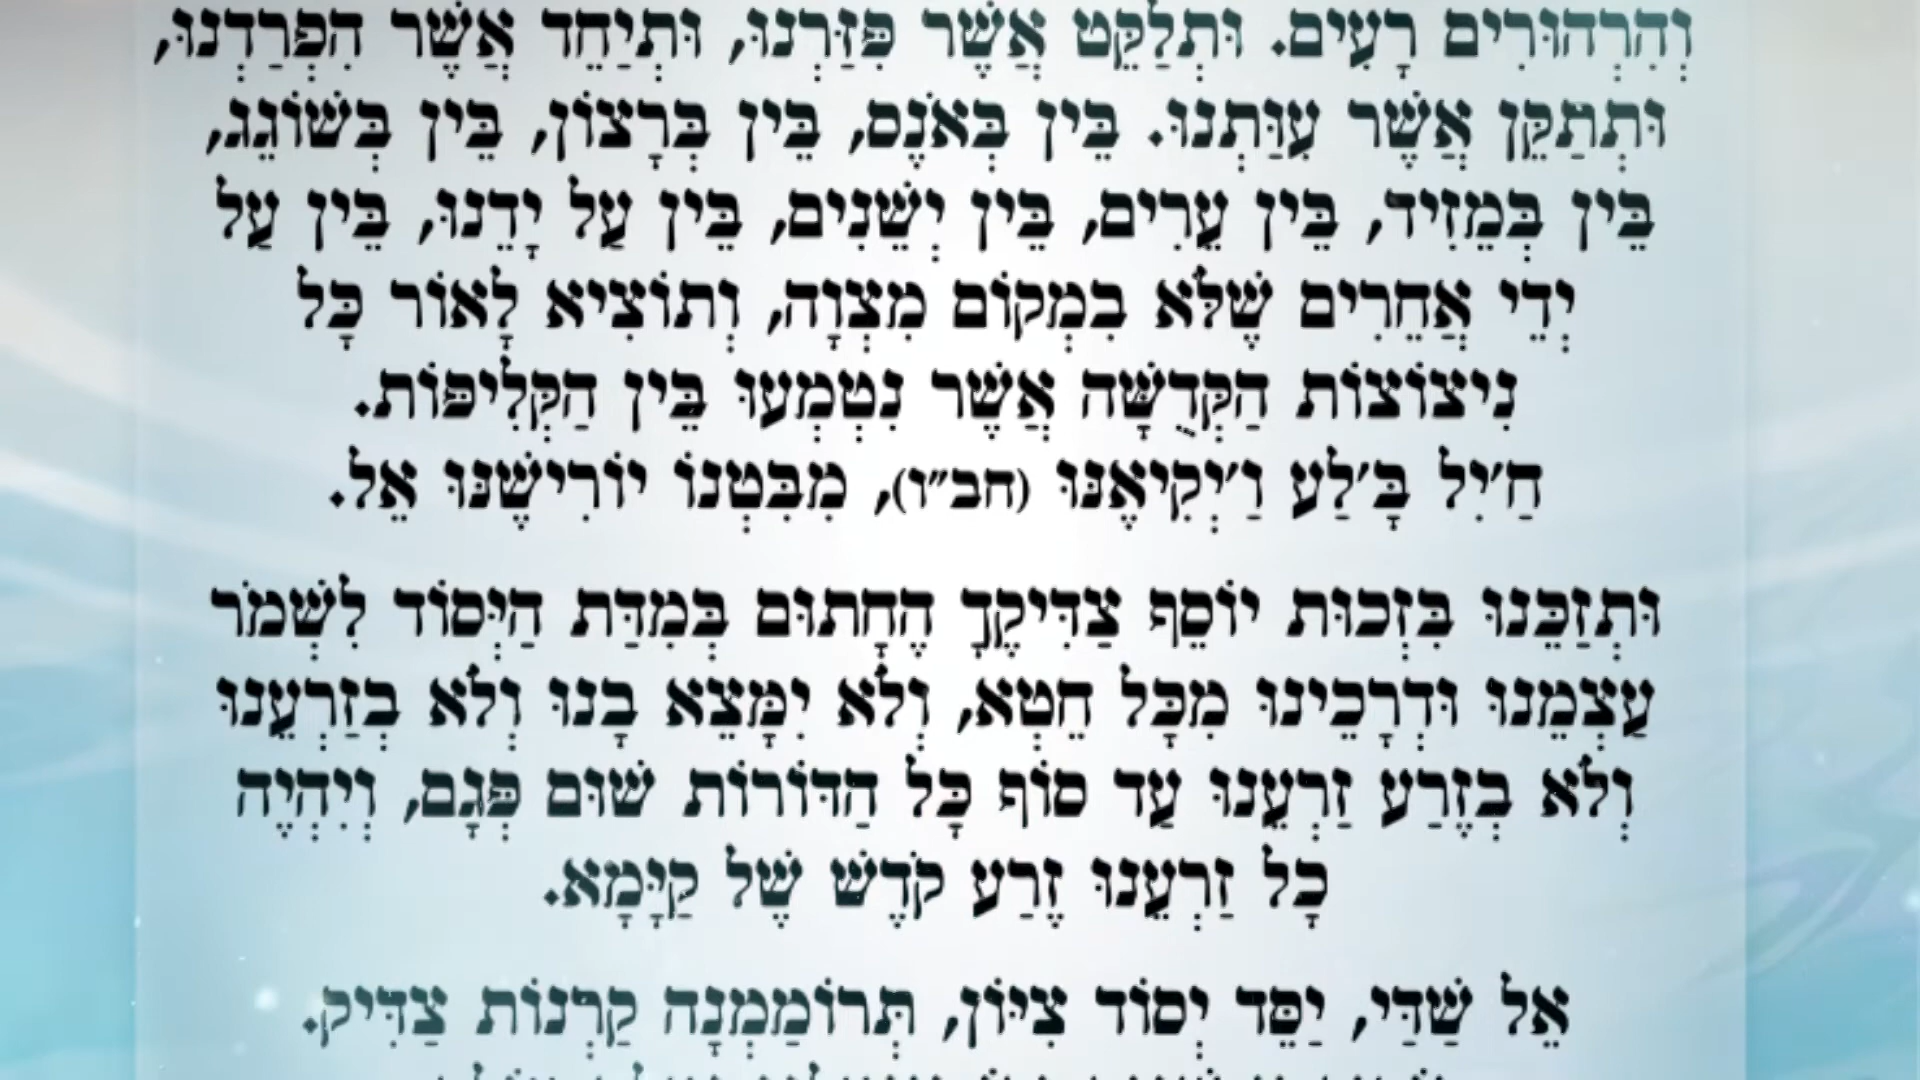 וְהִרְהוּרִים רָעִים. וּתְלַקֵּט אֲשֶׁר פִּזַּרְנוּ, וּתְיַחֵד אֲשֶׁר הִפְרַדְנוּ,
וּתְתַקֵּן אֲשֶׁר עִוַּתְנוּ. בֵּין בְּאֹנֶס, בֵּין בְּרָצוֹן, בֵּין בְּשׁוֹגֵג,
בֵּין בְּמֵזִיד, בֵּין עֵרִים, בֵּין יְשֵׁנִים, בֵּין עַל יָדֵנוּ, בֵּין עַל
יְדֵי אֲחֵרִים שֶׁלֹּא בִמְקוֹם מִצְוָה, וְתוֹצִיא לָאוֹר כָּל
נִיצוֹצוֹת הַקְּדֻשָּׁה אֲשֶׁר נִטְמְעוּ בֵּין הַקְּלִיפּוֹת.
חַ׳יִל בָּ׳לַע וַ׳יְקִיאֶנּוּ (חב״ו), מִבִּטְנוֹ יוֹרִישֶׁנּוּ אֵל.
וּתְזַכֵּנוּ בִּזְכוּת יוֹסֵף צַדִּיקֶךָ הֶחָתוּם בְּמִדַּת הַיְּסוֹד לִשְׁמֹר
עַצְמֵנוּ וּדְרָכֵינוּ מִכָּל חֵטְא, וְלֹא יִמָּצֵא בָנוּ וְלֹא בְזַרְעֵנוּ
וְלֹא בְזֶרַע זַרְעֵנוּ עַד סוֹף כָּל הַדּוֹרוֹת שׁוּם פְּגָם, וְיִהְיֶה
כָּל זַרְעֵנוּ זֶרַע קֹדֶשׁ שֶׁל קַיָּמָא.
אֵל שַׁדַּי, יַסֵּד יְסוֹד צִיּוֹן, תְּרוֹמַמְנָה קַרְנוֹת צַדִּיק.